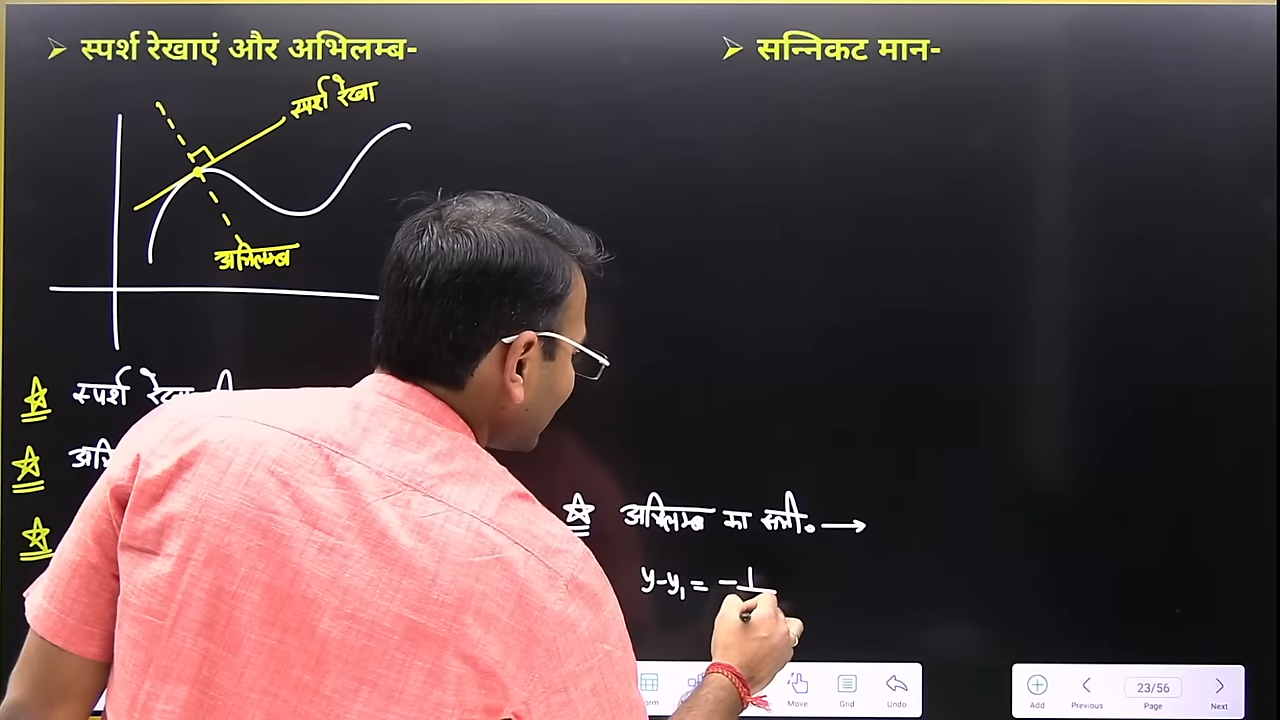 स्पर्श रेखाएं और अभिलम्ब-
सन्निकट मान-
स्पर्श रेखा
अभिलम्ब
स्पर्श
अभिलम्ब का समी. →
y-y₁ = -1
Move
Grid
Undo
Add
Previous
23/56
Page
Next